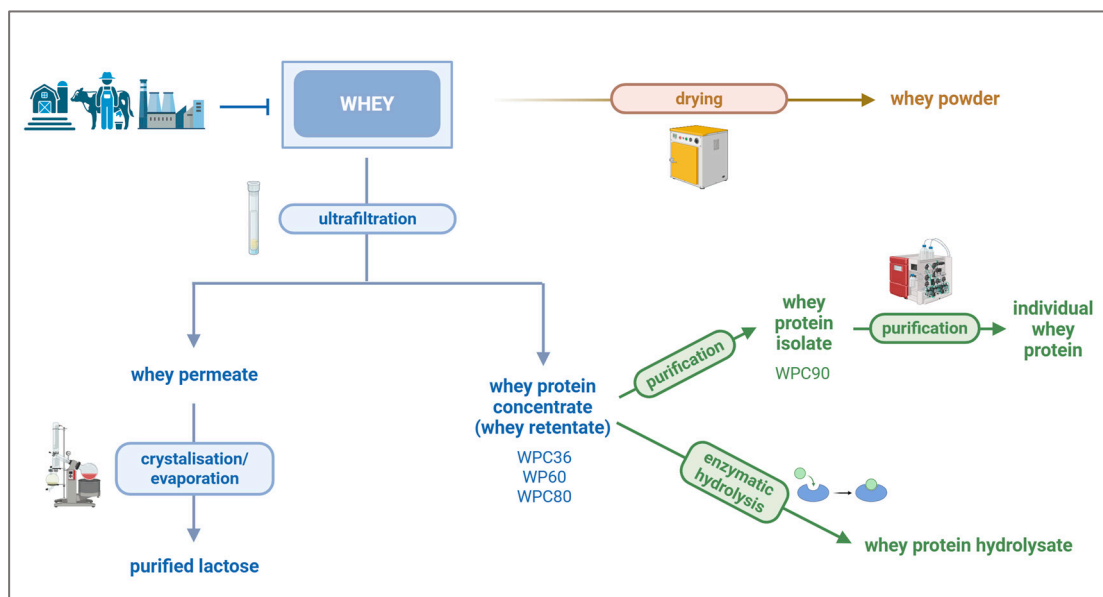 WHEY
drying
whey powder
ultrafiltration
whey permeate
crystalisation/
evaporation
purified lactose
whey protein
concentrate
(whey retentate)
WPC36
WP60
WPC80
purification
whey
protein
isolate
WPC90
purification
individual
whey
protein
enzymatic
hydrolysis
whey protein hydrolysate